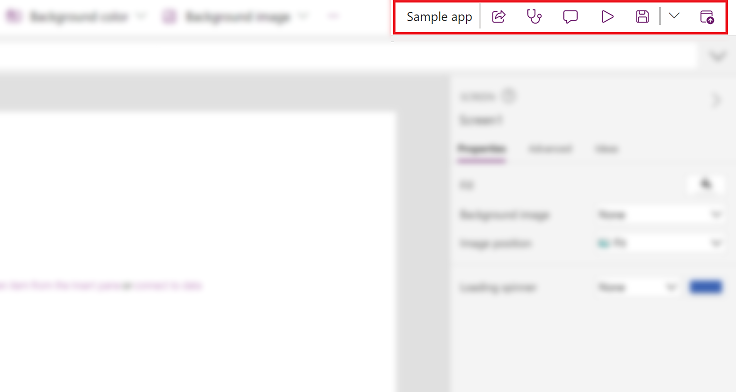 Background color
Background image
Sample app
SCREEN
Screen1
Properties
Advanced
Ideas
Fill
Background image
None
Image position
Fit
Loading spinner
None